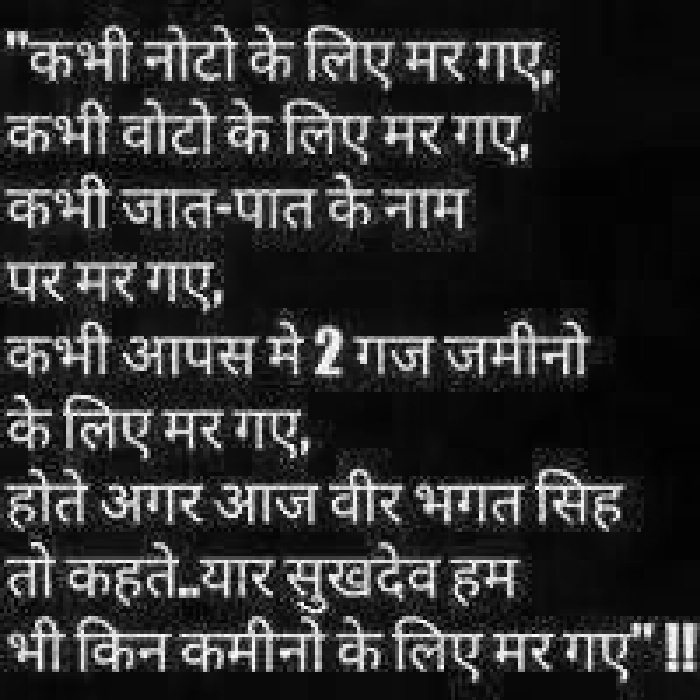 "कभी नोटो के लिए मर गए,
कभी वोटो के लिए मर गए,
कभी जात-पात के नाम
पर मर गए,
कभी आपस मे 2 गज जमीनो
के लिए मर गए,
होते अगर आज वीर भगत सिह
तो कहते..यार सुखदेव हम
भी किन कमीनो के लिए मर गए" !!